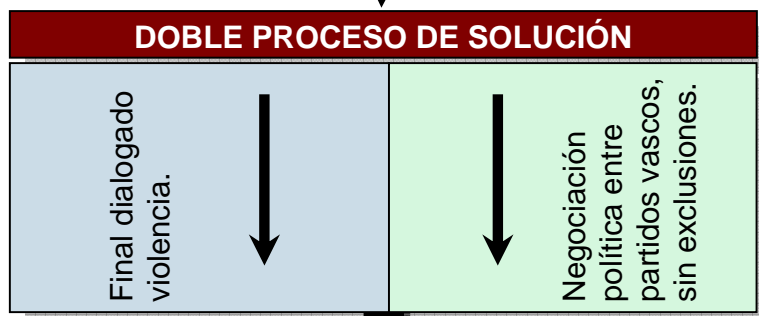 DOBLE PROCESO DE SOLUCIÓN
Final dialogado
violencia.
Negociación
política entre
partidos vascos,
sin exclusiones.